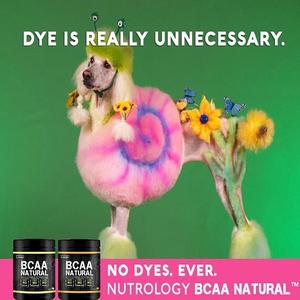 DYE IS REALLY UNNECESSARY.
BCAA
NATURAL
BCAA
NATURAL
NO DYES. EVER.
NUTROLOGY BCAA NATURAL™